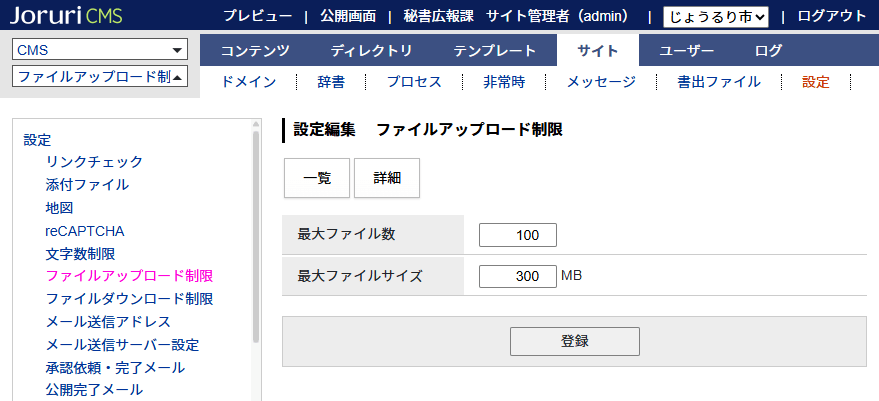 Joruri CMS プレビュー | 公開画面 | 秘書広報課 サイト管理者（admin） | じょうるり市 | ログアウト
CMS コンテンツ ディレクトリ テンプレート サイト ユーザー ログ
ファイルアップロード制 ドメイン 辞書 プロセス 非常時 メッセージ 書出ファイル 設定
設定
リンクチェック
添付ファイル
地図
reCAPTCHA
文字数制限
ファイルアップロード制限
ファイルダウンロード制限
メール送信アドレス
メール送信サーバー設定
承認依頼・完了メール
公開完了メール
設定編集 ファイルアップロード制限
一覧 詳細
最大ファイル数 100
最大ファイルサイズ 300 MB
登録